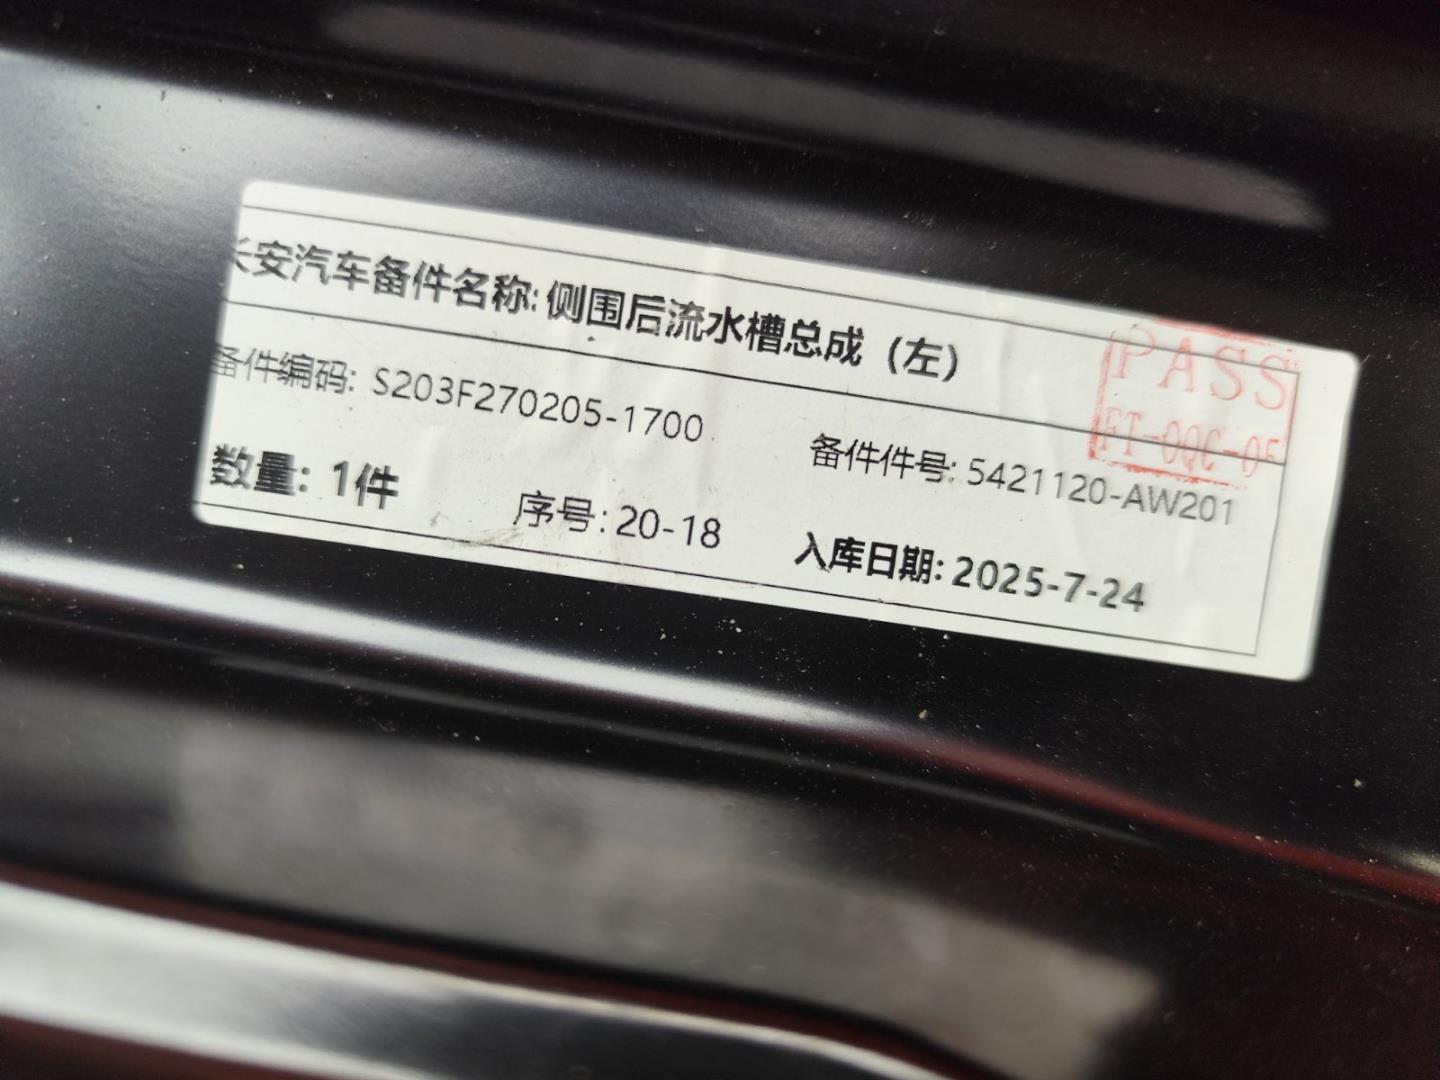 长安汽车备件名称: 侧围后流水槽总成（左）
备件编码: S203F270205-1700
备件件号: 5421120-AW201
数量: 1件
序号: 20-18
入库日期: 2025-7-24
PASS
FT-OQC-05